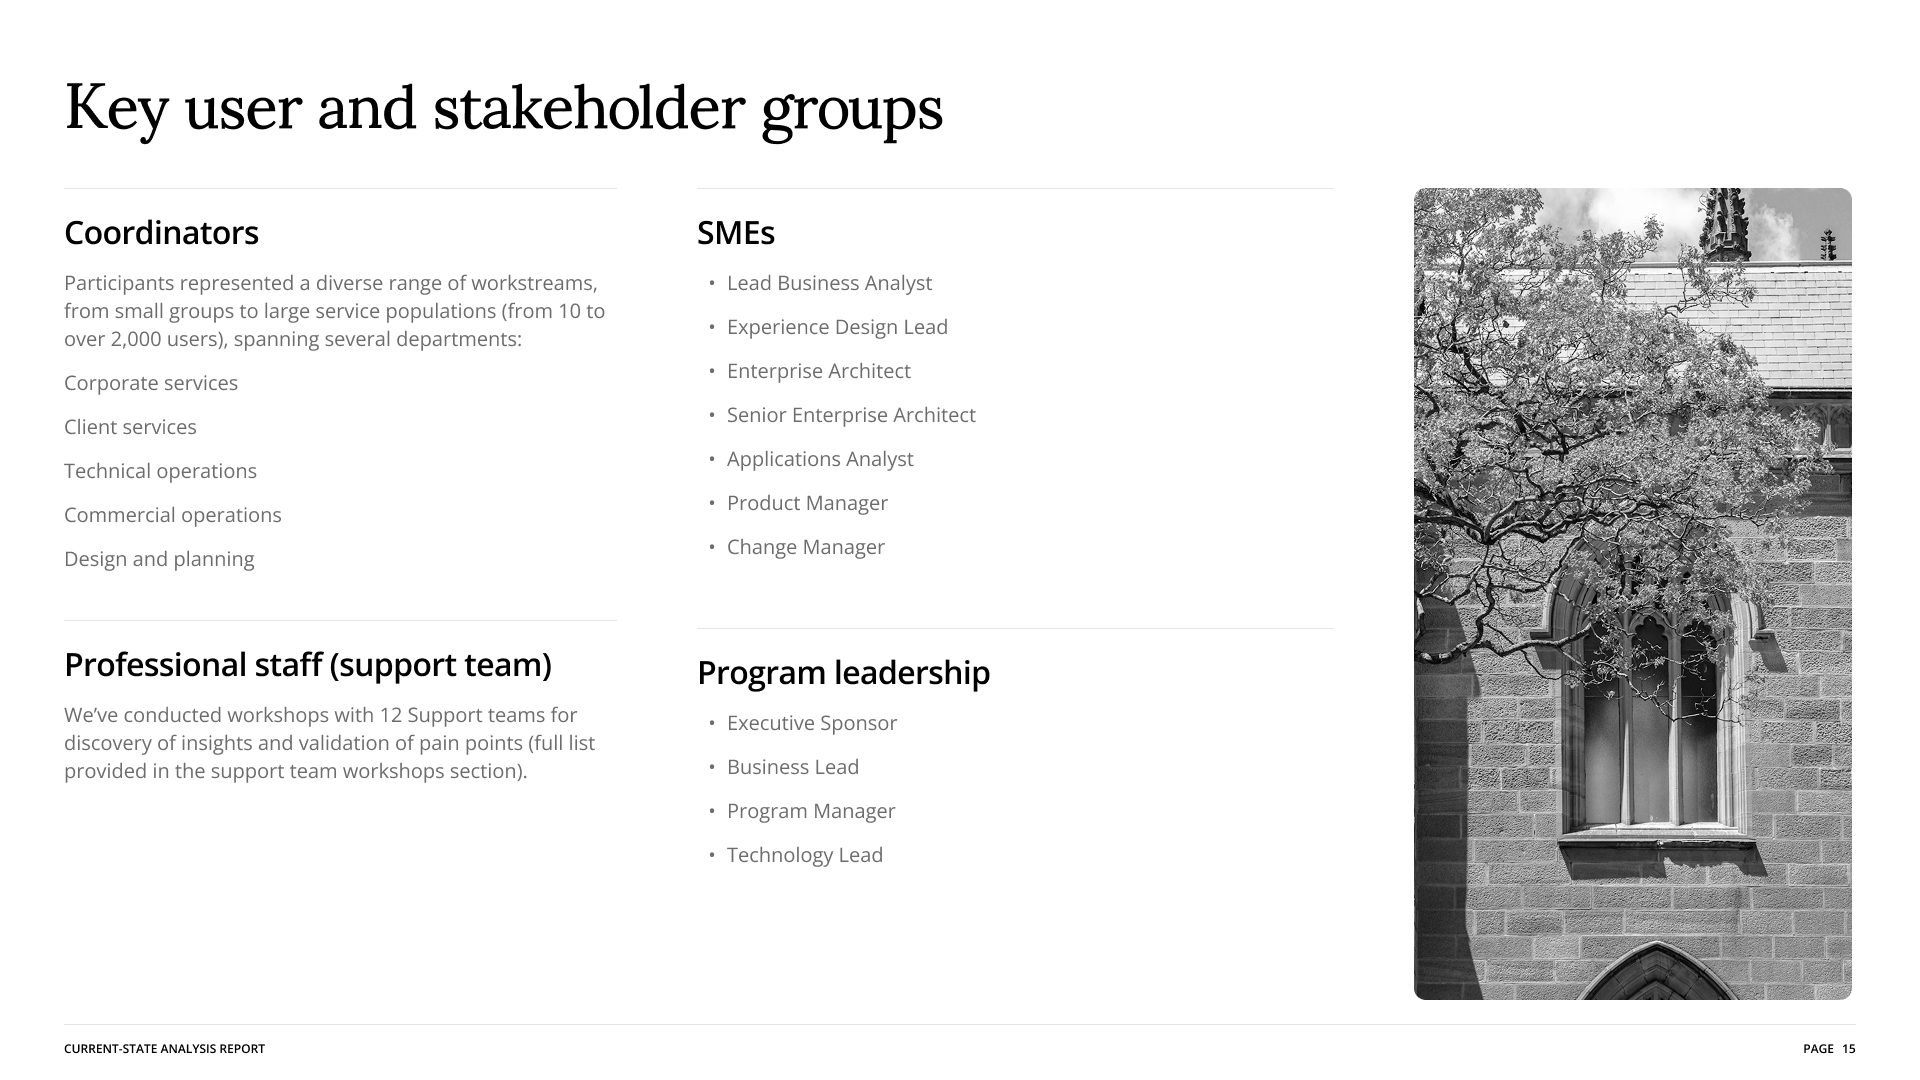 Key user and stakeholder groups
Coordinators
Participants represented a diverse range of workstreams,
from small groups to large service populations (from 10 to
over 2,000 users), spanning several departments:
Corporate services
Client services
Technical operations
Commercial operations
Design and planning
Professional staff (support team)
We’ve conducted workshops with 12 Support teams for
discovery of insights and validation of pain points (full list
provided in the support team workshops section).
SMEs
• Lead Business Analyst
• Experience Design Lead
• Enterprise Architect
• Senior Enterprise Architect
• Applications Analyst
• Product Manager
• Change Manager
Program leadership
• Executive Sponsor
• Business Lead
• Program Manager
• Technology Lead
CURRENT-STATE ANALYSIS REPORT
PAGE 15